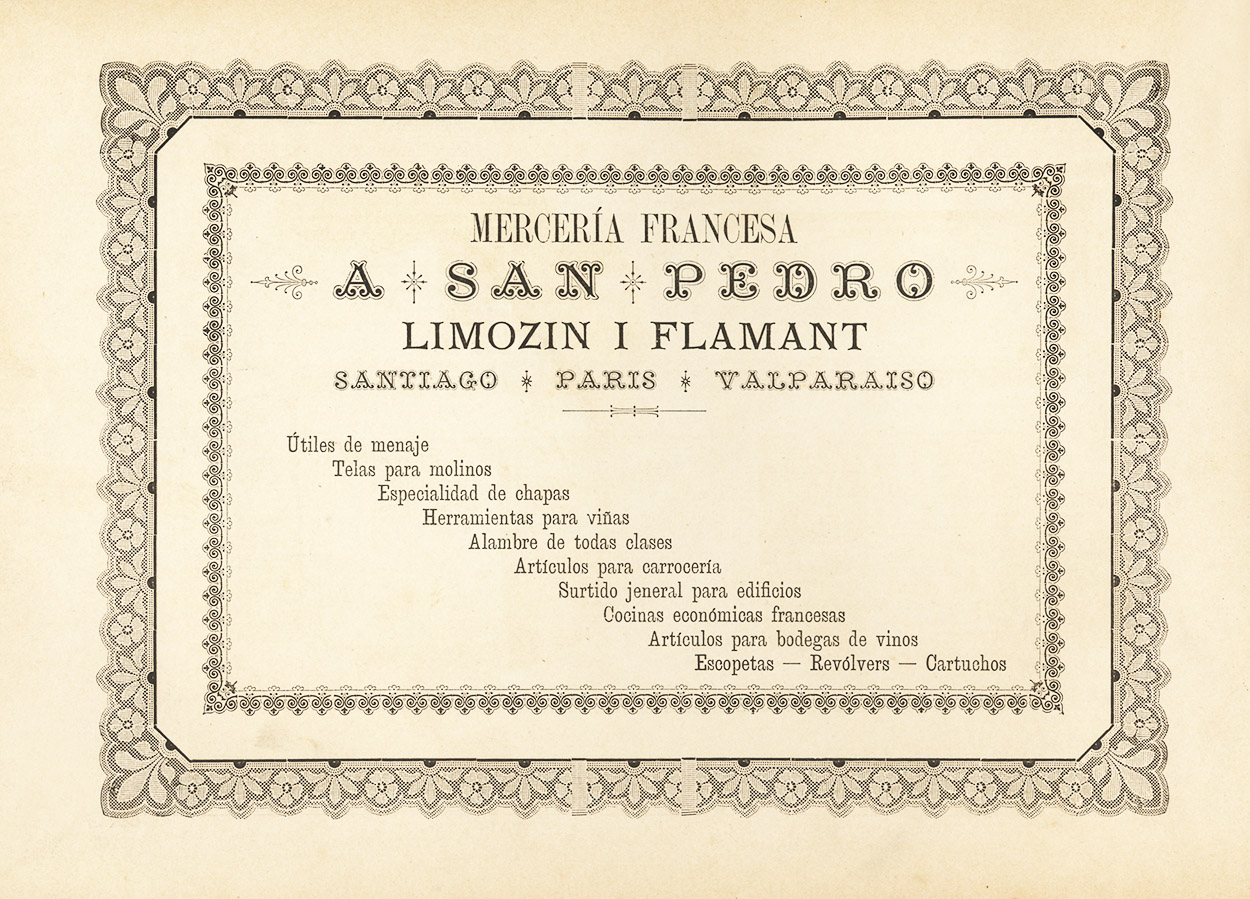 MERCERÍA FRANCESA
A SAN PEDRO
LIMOZIN I FLAMANT
SANTIAGO * PARIS * VALPARAISO
Útiles de menaje
Telas para molinos
Especialidad de chapas
Herramientas para viñas
Alambre de todas clases
Artículos para carrocería
Surtido jeneral para edificios
Cocinas económicas francesas
Artículos para bodegas de vinos
Escopetas — Revólvers — Cartuchos